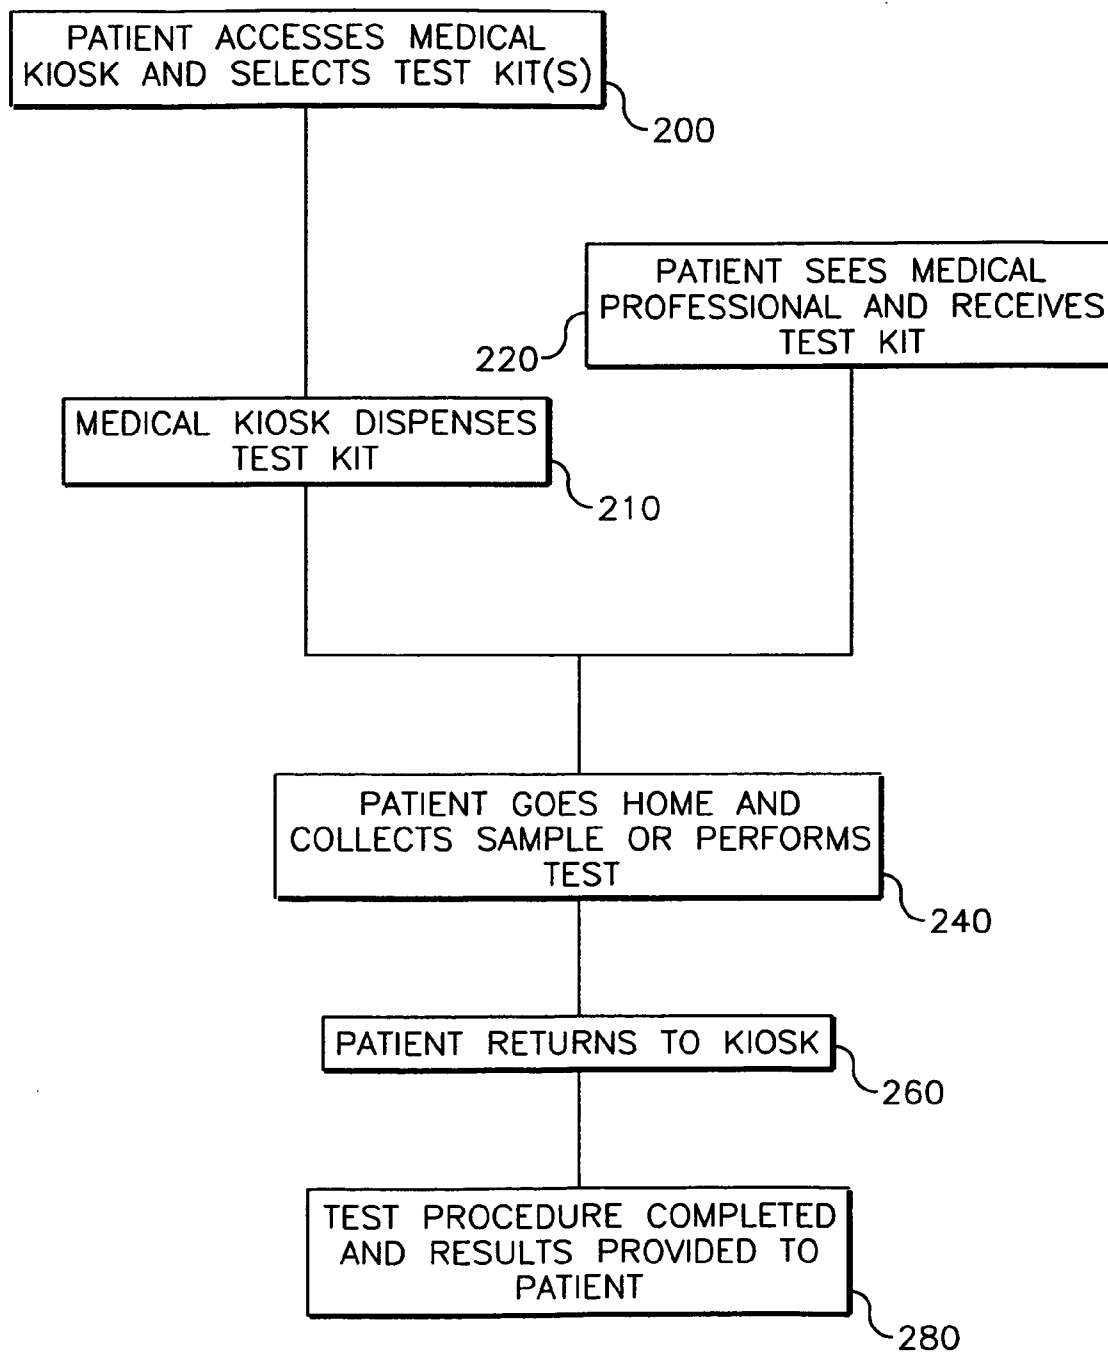 PATIENT ACCESSES MEDICAL
KIOSK AND SELECTS TEST KIT(S)
200
PATIENT SEES MEDICAL
PROFESSIONAL AND RECEIVES
TEST KIT
220
MEDICAL KIOSK DISPENSES
TEST KIT
210
PATIENT GOES HOME AND
COLLECTS SAMPLE OR PERFORMS
TEST
240
PATIENT RETURNS TO KIOSK
260
TEST PROCEDURE COMPLETED
AND RESULTS PROVIDED TO
PATIENT
280